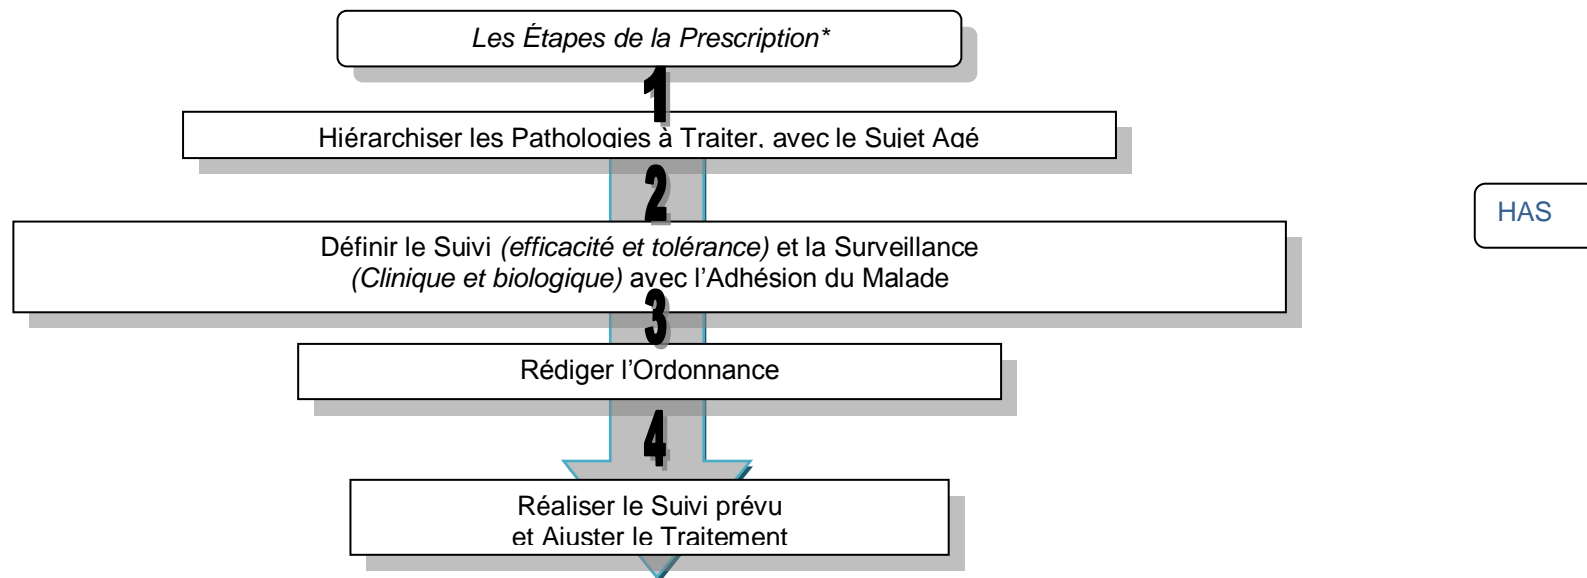 Les Étapes de la Prescription*
1
Hiérarchiser les Pathologies à Traiter, avec le Sujet Agé
2
HAS
Définir le Suivi (efficacité et tolérance) et la Surveillance
(Clinique et biologique) avec l’Adhésion du Malade
3
Rédiger l’Ordonnance
4
Réaliser le Suivi prévu
et Ajuster le Traitement